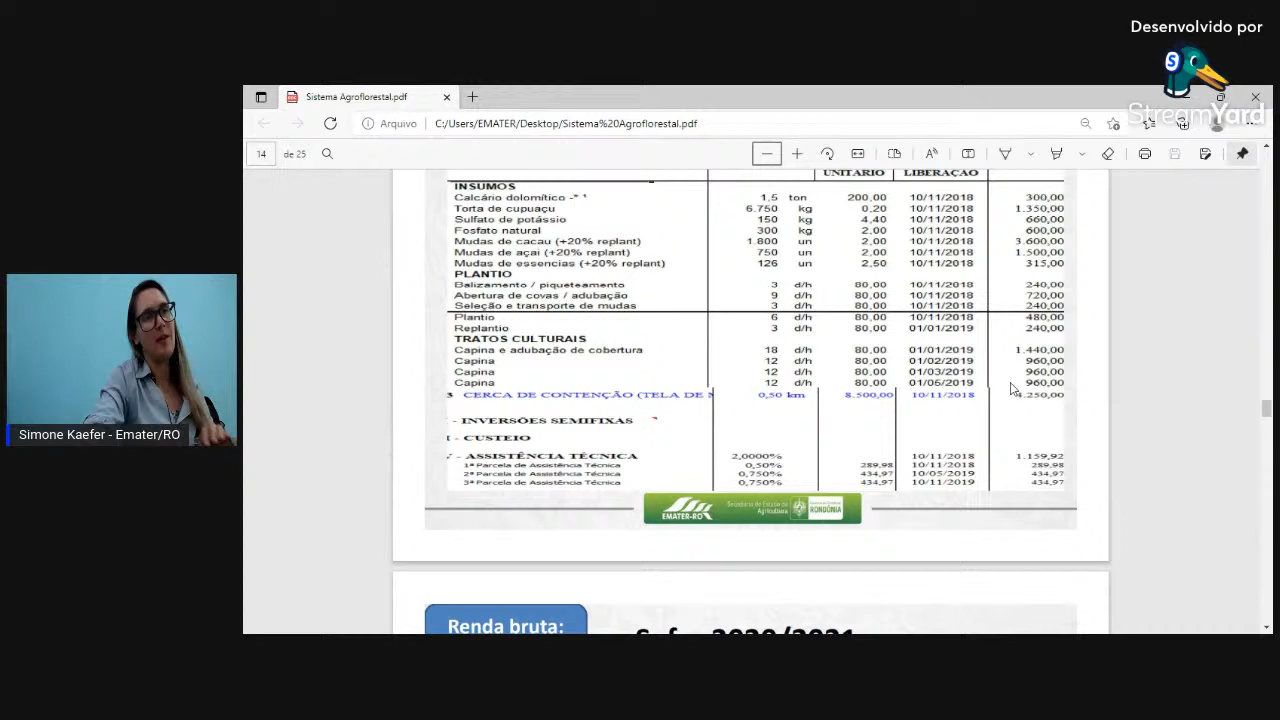 Desenvolvido por
StreamYard
Sistema Agroflorestal.pdf
Arquivo C:/Users/EMATER/Desktop/Sistema%20Agroflorestal.pdf
14 de 25
UNITÁRIO LIBERAÇÃO
INSUMOS
Calcário dolomítico -* ¹ 1,5 ton 200,00 10/11/2018 300,00
Torta de cupuaçu 6.750 kg 0,20 10/11/2018 1.350,00
Sulfato de potássio 150 kg 4,40 10/11/2018 660,00
Fosfato natural 300 kg 2,00 10/11/2018 600,00
Mudas de cacau (+20% replant) 1.800 un 2,00 10/11/2018 3.600,00
Mudas de açai (+20% replant) 750 un 2,00 10/11/2018 1.500,00
Mudas de essencias (+20% replant) 126 un 2,50 10/11/2018 315,00
PLANTIO
Balizamento / piqueteamento 3 d/h 80,00 10/11/2018 240,00
Abertura de covas / adubação 9 d/h 80,00 10/11/2018 720,00
Seleção e transporte de mudas 3 d/h 80,00 10/11/2018 240,00
Plantio 6 d/h 80,00 10/11/2018 480,00
Replantio 3 d/h 80,00 01/01/2019 240,00
TRATOS CULTURAIS
Capina e adubação de cobertura 18 d/h 80,00 01/01/2019 1.440,00
Capina 12 d/h 80,00 01/02/2019 960,00
Capina 12 d/h 80,00 01/03/2019 960,00
Capina 12 d/h 80,00 01/05/2019 960,00
3 CERCA DE CONTENÇÃO (TELA DE 0,50 km 8.500,00 10/11/2018 4.250,00
- INVERSÕES SEMIFIXAS
- CUSTEIO
- ASSISTÊNCIA TÉCNICA 2,0000% 10/11/2018 1.159,92
1ª Parcela de Assistência Técnica 0,50% 289,98 10/11/2018 289,98
2ª Parcela de Assistência Técnica 0,750% 434,97 10/05/2019 434,97
3ª Parcela de Assistência Técnica 0,750% 434,97 10/11/2019 434,97
EMATER-RO
Secretaria de Estado da
Agricultura
RONDÔNIA
Renda bruta:
Safra 2020/2021
Simone Kaefer - Emater/RO